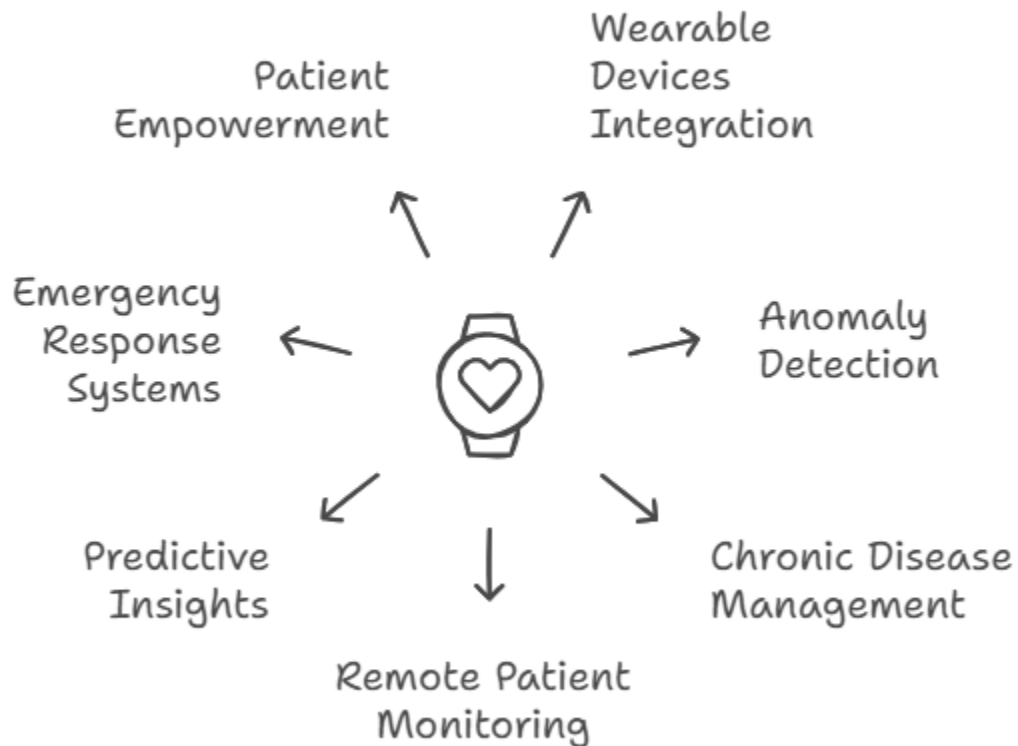 Patient
Empowerment
Wearable
Devices
Integration
Emergency
Response
Systems
Anomaly
Detection
Predictive
Insights
Chronic Disease
Management
Remote Patient
Monitoring